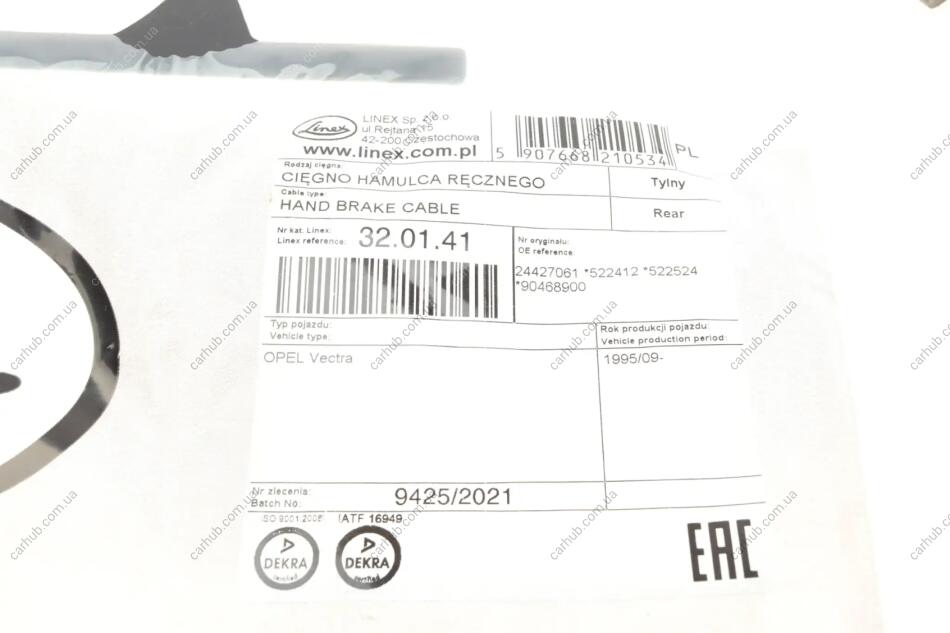 Linex
LINEX Sp. z o.o
ul.Rejtana 15
42-200 Częstochowa
www.linex.com.pl
5 907668 210534
PL
Rodzaj cięgna:
CIĘGNO HAMULCA RĘCZNEGO
Tylny
Cable type:
HAND BRAKE CABLE
Rear
Nr kat. Linex:
Linex reference:
32.01.41
Nr oryginału:
OE reference:
24427061 *522412 *522524
*90468900
Typ pojazdu:
Vehicle type:
Rok produkcji pojazdu:
Vehicle production period:
OPEL Vectra
1995/09-
Nr zlecenia:
Batch No:
9425/2021
ISO 9001:2008
IATF 16949
DEKRA
certified
DEKRA
certified
EAC
carhub.com.ua